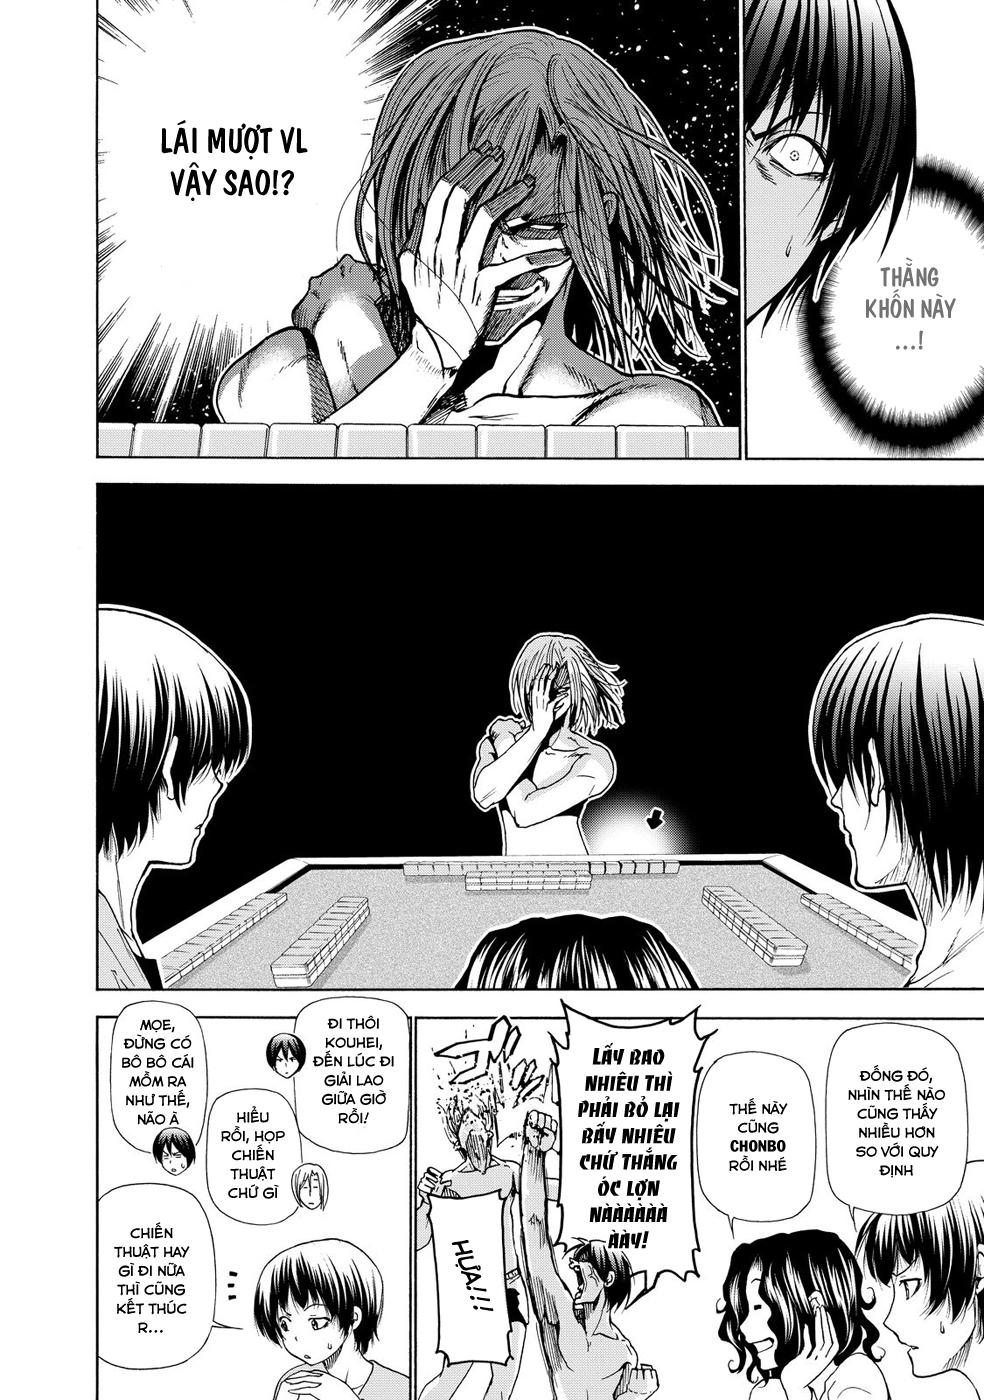 THẰNG
KHỐN NÀY
...!
LÁI MƯỢT VL
VẬY SAO!?
ĐỐNG ĐÓ,
NHÌN THẾ NÀO
CŨNG THẤY
NHIỀU HƠN
SO VỚI QUY
ĐỊNH
THẾ NÀY
CŨNG
CHONBO
RỒI NHÉ
LẤY BAO
NHIÊU THÌ
PHẢI BỎ LẠI
BẤY NHIÊU
CHỨ THẮNG
ÓC LỢN
NÀÀÀÀÀÀ
ÀÀY!
HỰA!!!
ĐI THÔI
KOUHEI,
ĐẾN LÚC ĐI
GIẢI LAO
GIỮA GIỜ
RỒI!
HIỂU
RỒI, HỌP
CHIẾN
THUẬT
CHỨ GÌ
MỌE,
ĐỪNG CÓ
BÔ BÔ CÁI
MỒM RA
NHƯ THẾ,
NÃO À
CHIẾN
THUẬT HAY
GÌ ĐI NỮA
THÌ CŨNG
KẾT THÚC
R...